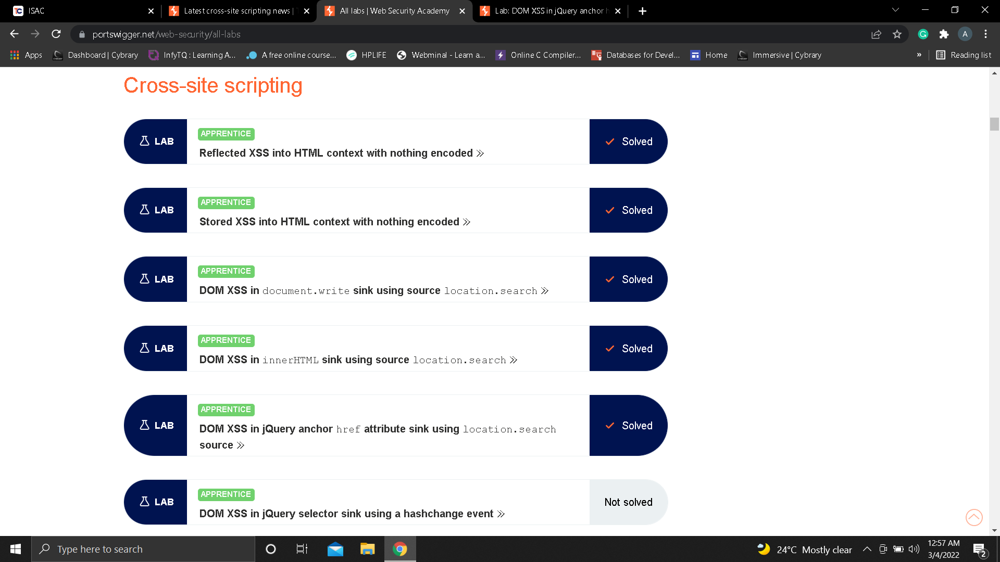 ISAC
Latest cross-site scripting news |
All labs | Web Security Academy
Lab: DOM XSS in jQuery anchor h
portswigger.net/web-security/all-labs
Apps
Dashboard | Cybrary
InfyTQ : Learning A...
A free online course...
HPLIFE
Webminal - Learn a...
Online C Compiler...
Databases for Devel...
Home
Immersive | Cybrary
»
Reading list
Cross-site scripting
LAB
APPRENTICE
Reflected XSS into HTML context with nothing encoded
Solved
LAB
APPRENTICE
Stored XSS into HTML context with nothing encoded
Solved
LAB
APPRENTICE
DOM XSS in document.write sink using source location.search
Solved
LAB
APPRENTICE
DOM XSS in innerHTML sink using source location.search
Solved
LAB
APPRENTICE
DOM XSS in jQuery anchor href attribute sink using location.search
source
Solved
LAB
APPRENTICE
DOM XSS in jQuery selector sink using a hashchange event
Not solved
Type here to search
24°C Mostly clear
12:57 AM
3/4/2022
2